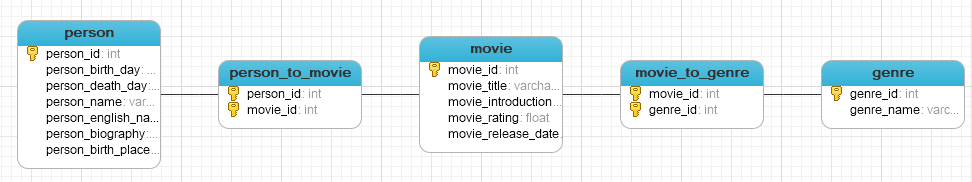 person
person_id: int
person_birth_day: ...
person_death_day:...
person_name: var...
person_english_na...
person_biography:...
person_birth_place...
person_to_movie
person_id: int
movie_id: int
movie
movie_id: int
movie_title: varcha...
movie_introduction...
movie_rating: float
movie_release_date...
movie_to_genre
movie_id: int
genre_id: int
genre
genre_id: int
genre_name: varc...